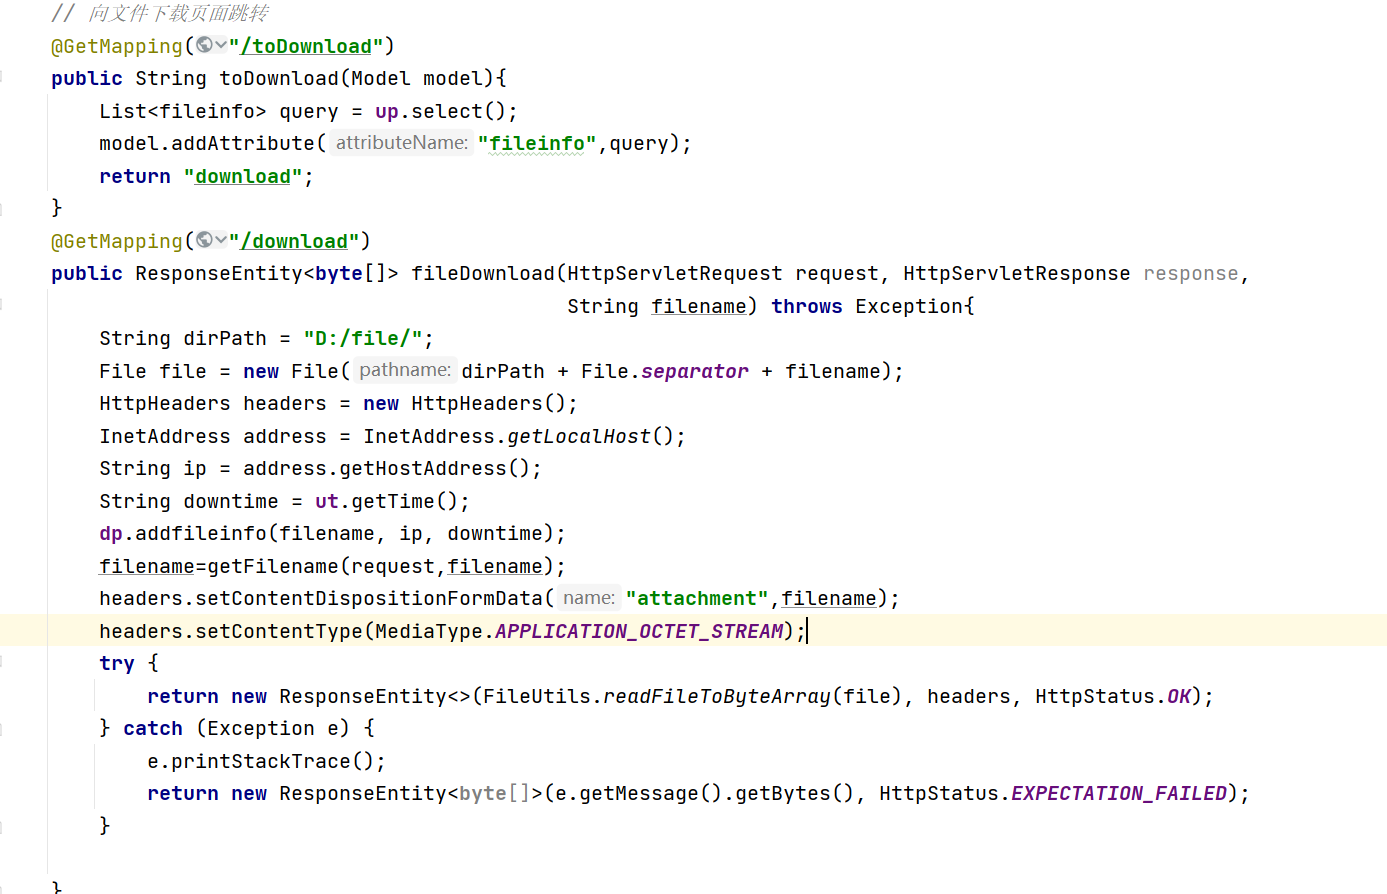 // 向文件下载页面跳转
@GetMapping("/toDownload")
public String toDownload(Model model){
List<fileinfo> query = up.select();
model.addAttribute( attributeName: "fileinfo",query);
return "download";
}
@GetMapping("/download")
public ResponseEntity<byte[]> fileDownload(HttpServletRequest request, HttpServletResponse response,
String filename) throws Exception{
String dirPath = "D:/file/";
File file = new File( pathname: dirPath + File.separator + filename);
HttpHeaders headers = new HttpHeaders();
InetAddress address = InetAddress.getLocalHost();
String ip = address.getHostAddress();
String downtime = ut.getTime();
dp.addfileinfo(filename, ip, downtime);
filename=getFilename(request,filename);
headers.setContentDispositionFormData( name: "attachment",filename);
headers.setContentType(MediaType.APPLICATION_OCTET_STREAM);
try {
return new ResponseEntity<>(FileUtils.readFileToByteArray(file), headers, HttpStatus.OK);
} catch (Exception e) {
e.printStackTrace();
return new ResponseEntity<byte[]>(e.getMessage().getBytes(), HttpStatus.EXPECTATION_FAILED);
}
}